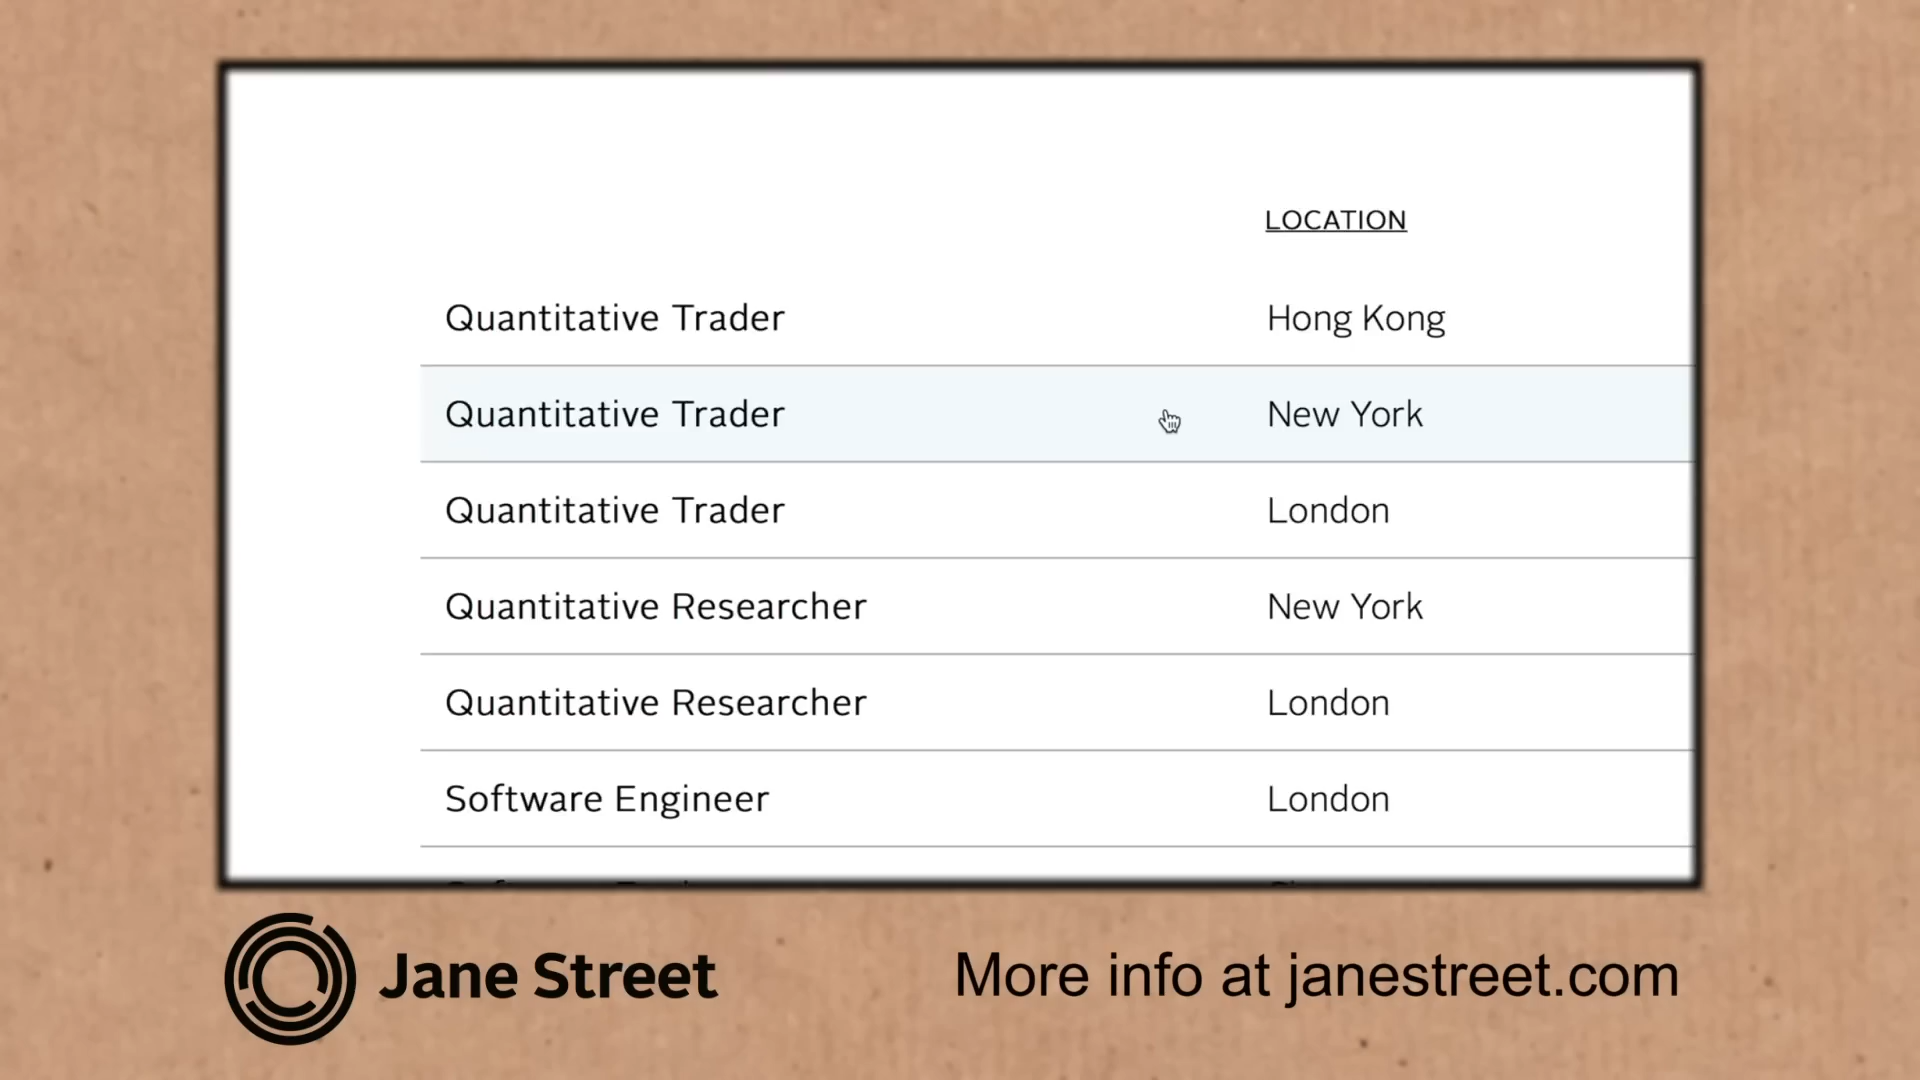 LOCATION
Quantitative Trader Hong Kong
Quantitative Trader New York
Quantitative Trader London
Quantitative Researcher New York
Quantitative Researcher London
Software Engineer London
Jane Street More info at janestreet.com